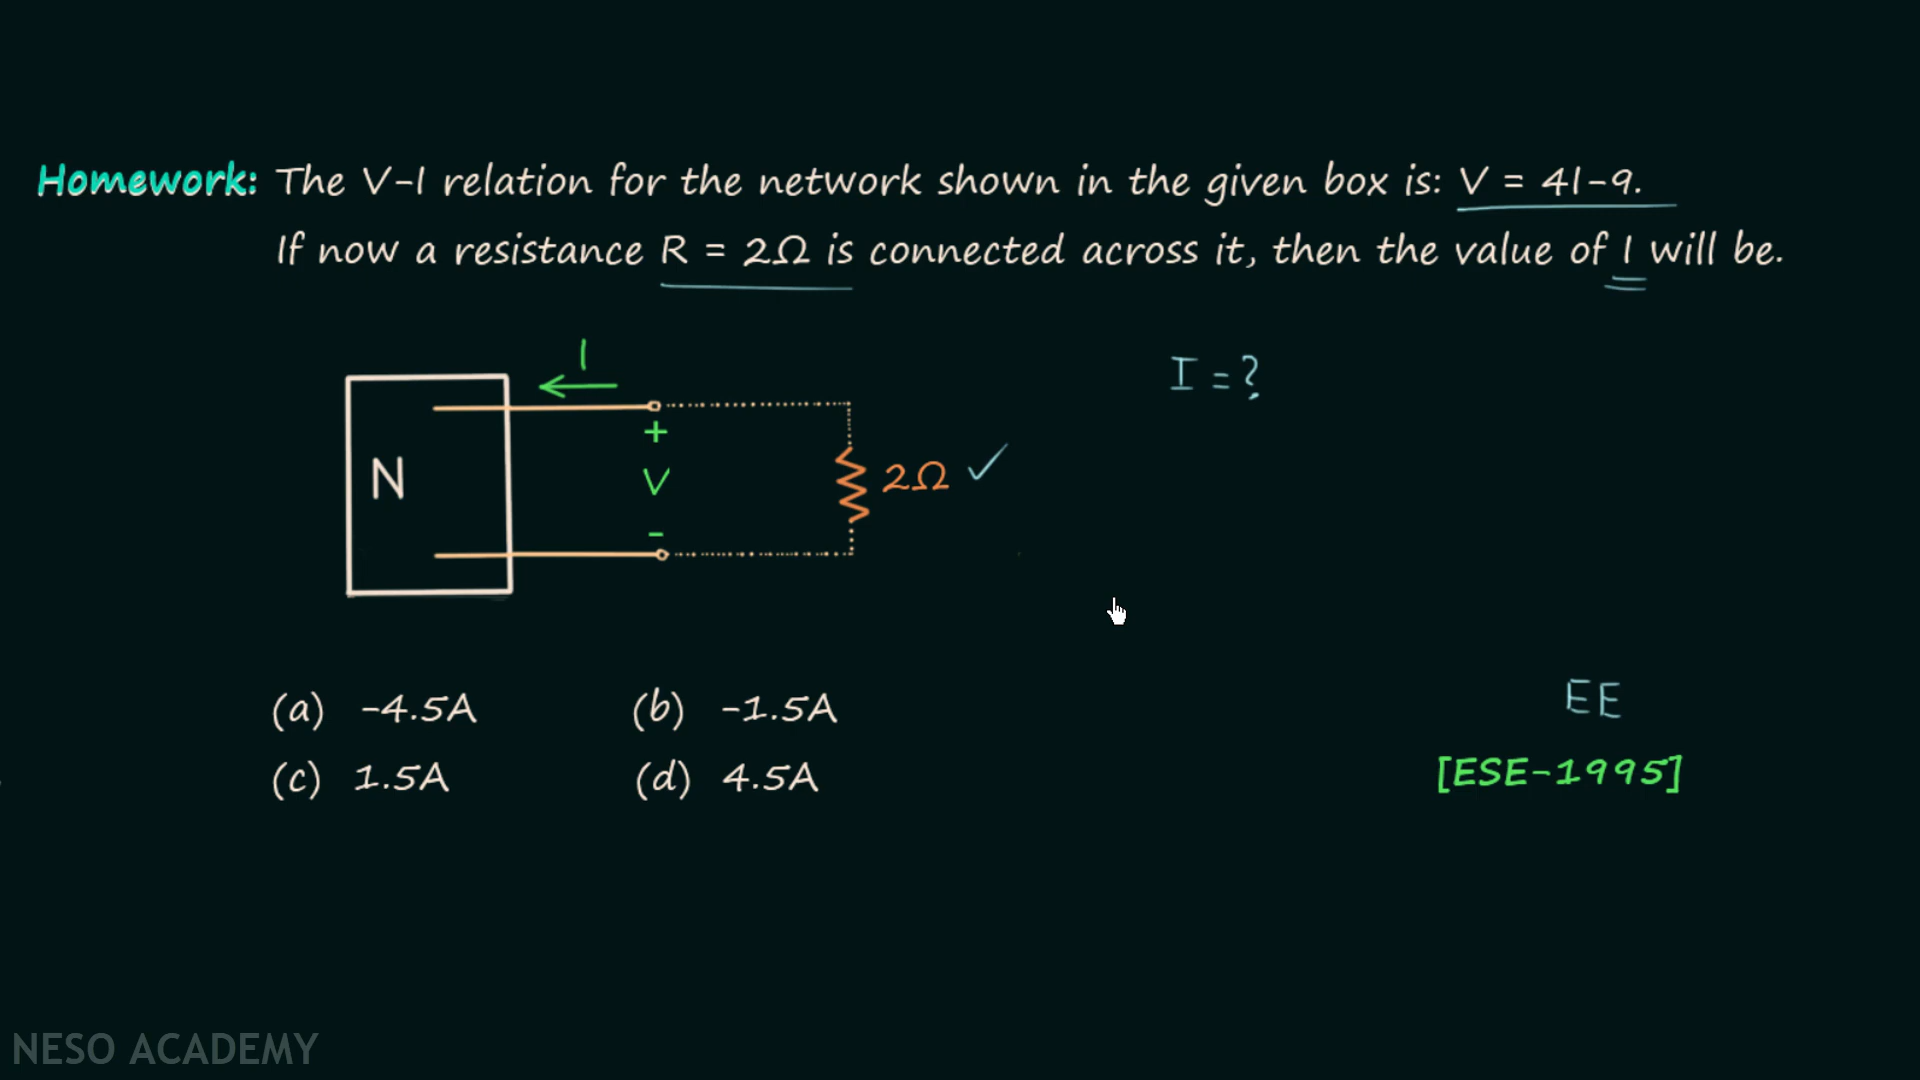 Homework: The V-I relation for the network shown in the given box is: V = 4I-9.
If now a resistance R = 2Ω is connected across it, then the value of I will be.
I
I = ?
+
N
V
2Ω ✓
-
(a) -4.5A (b) -1.5A
EE
(c) 1.5A (d) 4.5A
[ESE-1995]
NESO ACADEMY